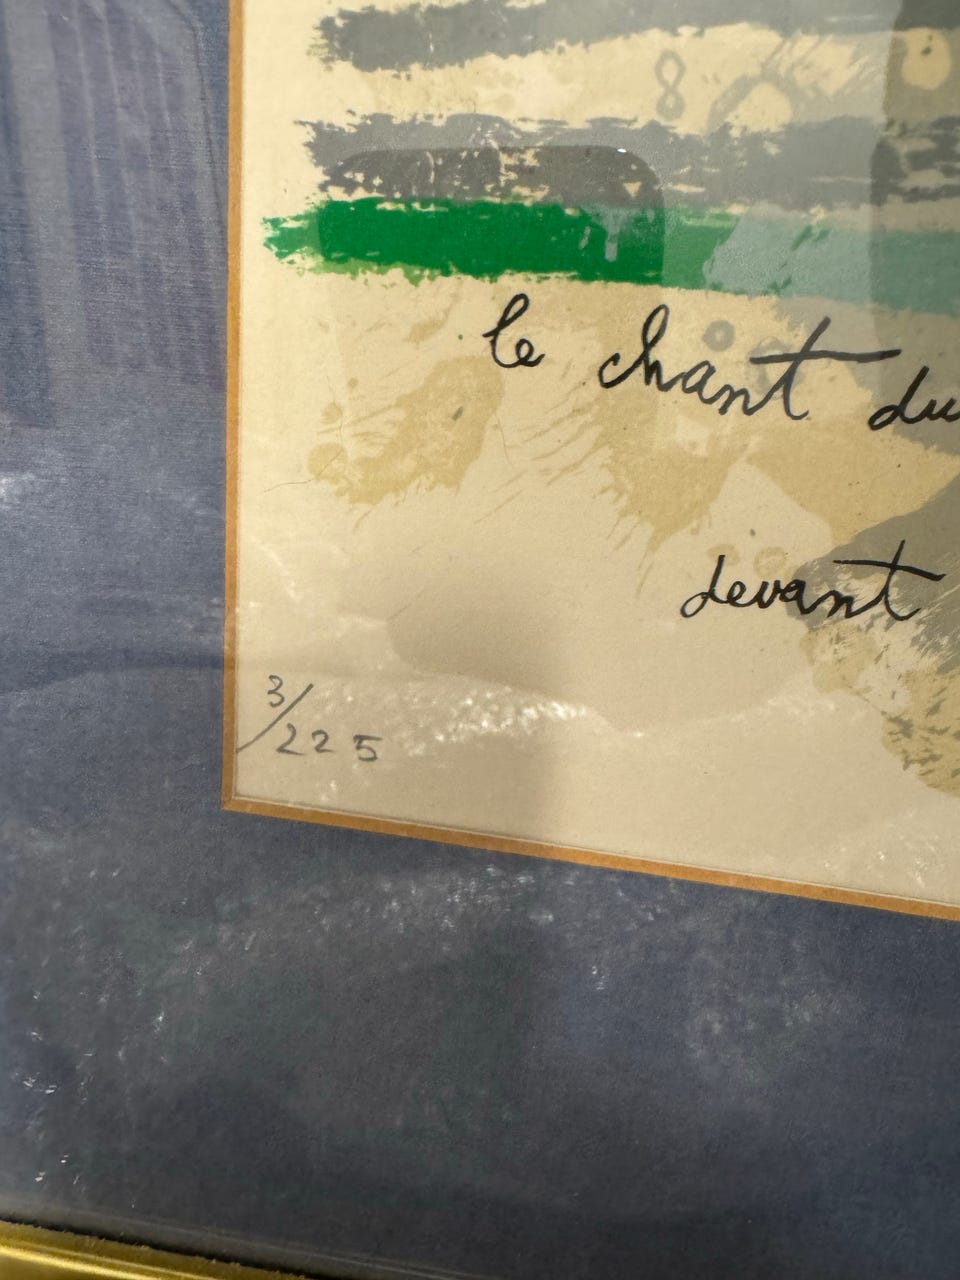 le chant du
devant
3/225